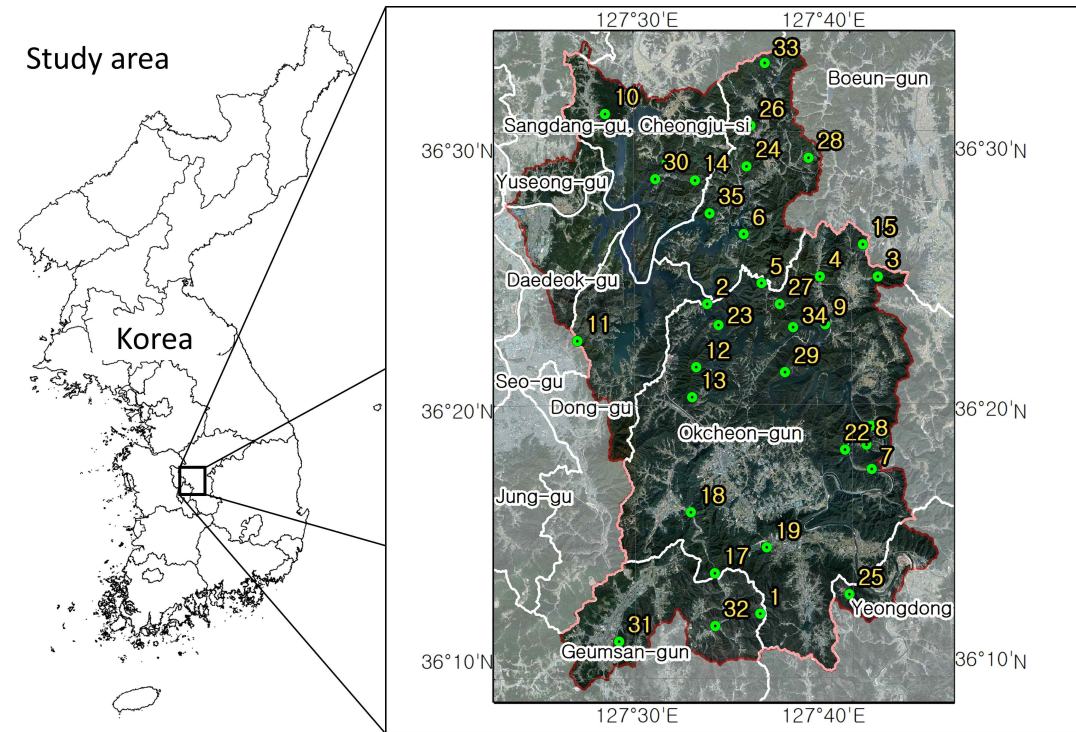 Study area
Korea
127°30'E
127°40'E
33
Boeun-gun
10
26
Sangdang-gu, Cheongju-si
36°30'N
36°30'N
28
24
30
14
Yuseong-gu
35
6
15
5
4
3
Daedeok-gu
2
27
9
23
34
11
12
29
Seo-gu
13
Dong-gu
36°20'N
36°20'N
8
Okcheon-gun
22
7
Jung-gu
18
19
17
25
1
Yeongdong
32
31
Geumsan-gun
36°10'N
36°10'N
127°30'E
127°40'E